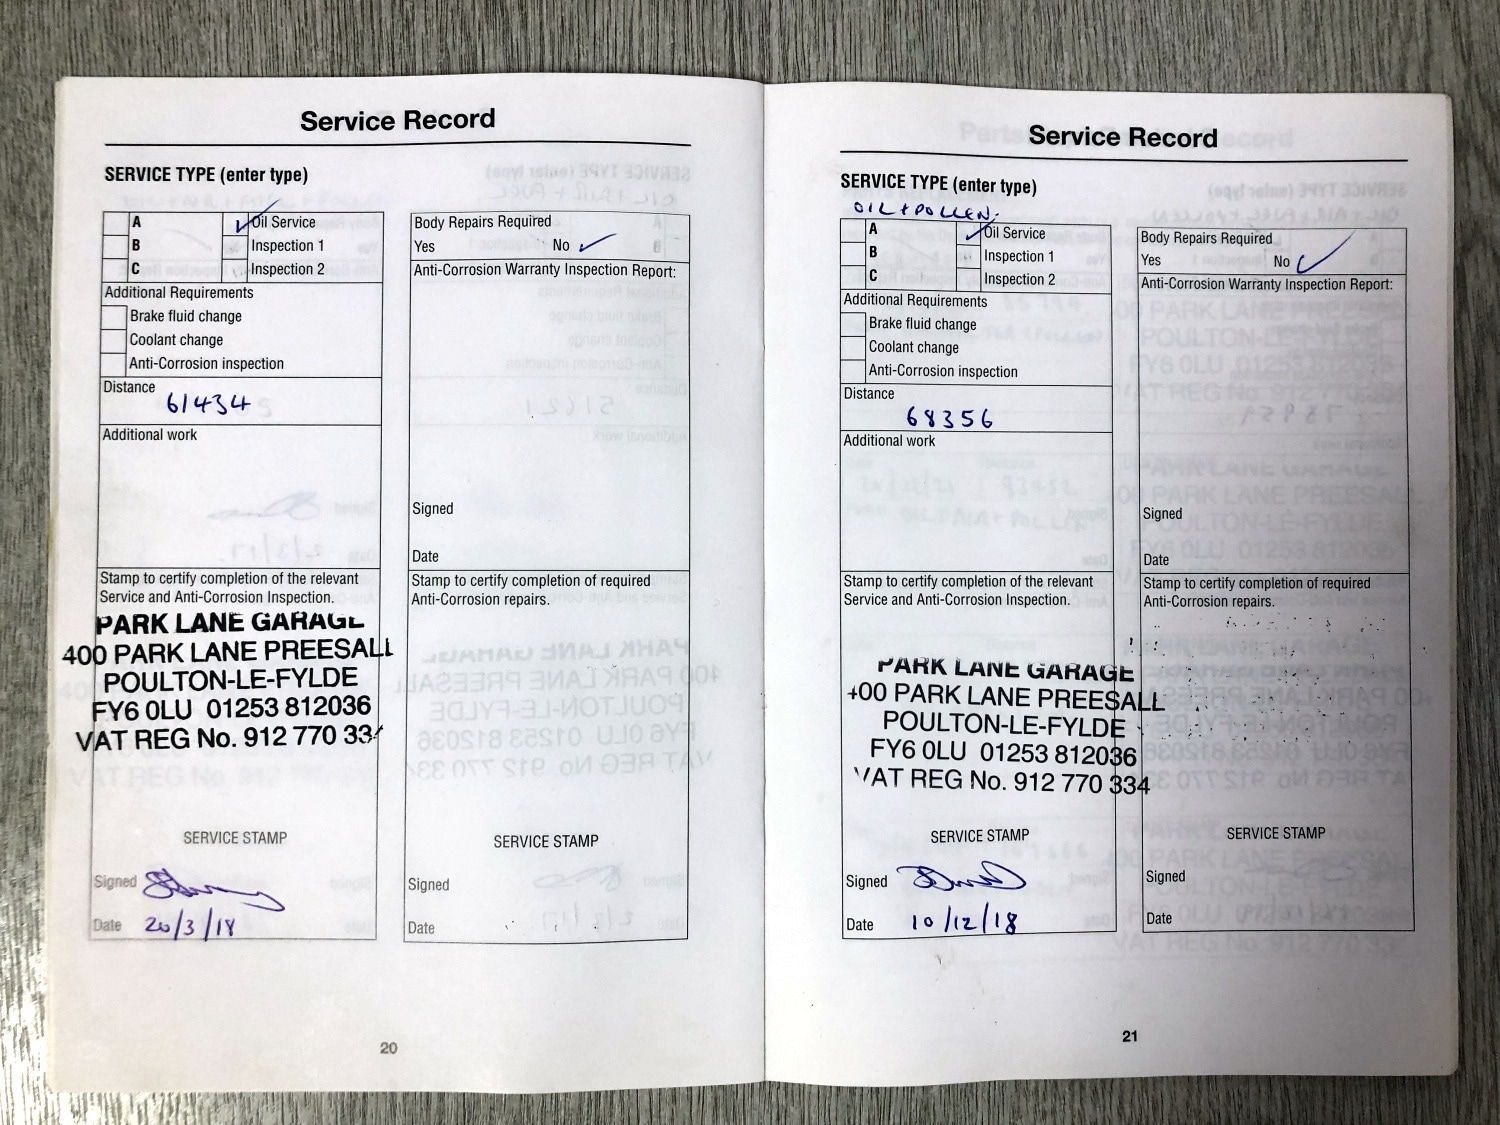 Service Record
SERVICE TYPE (enter type)
A
B
C
Oil Service
Inspection 1
Inspection 2
Additional Requirements
Brake fluid change
Coolant change
Anti-Corrosion inspection
Distance
61434
Additional work
Stamp to certify completion of the relevant
Service and Anti-Corrosion Inspection.
PARK LANE GARAGE
400 PARK LANE PREESALL
POULTON-LE-FYLDE
FY6 0LU 01253 812036
VAT REG No. 912 770 334
SERVICE STAMP
Signed
Date 20/3/18
Body Repairs Required
Yes No
Anti-Corrosion Warranty Inspection Report:
Signed
Date
Stamp to certify completion of required
Anti-Corrosion repairs.
SERVICE STAMP
Signed
Date
20
Service Record
SERVICE TYPE (enter type)
OIL + POLLEN.
A
B
C
Oil Service
Inspection 1
Inspection 2
Additional Requirements
Brake fluid change
Coolant change
Anti-Corrosion inspection
Distance
68356
Additional work
Stamp to certify completion of the relevant
Service and Anti-Corrosion Inspection.
PARK LANE GARAGE
400 PARK LANE PREESALL
POULTON-LE-FYLDE
FY6 0LU 01253 812036
VAT REG No. 912 770 334
SERVICE STAMP
Signed
Date 10/12/18
Body Repairs Required
Yes No
Anti-Corrosion Warranty Inspection Report:
Signed
Date
Stamp to certify completion of required
Anti-Corrosion repairs.
SERVICE STAMP
Signed
Date
21